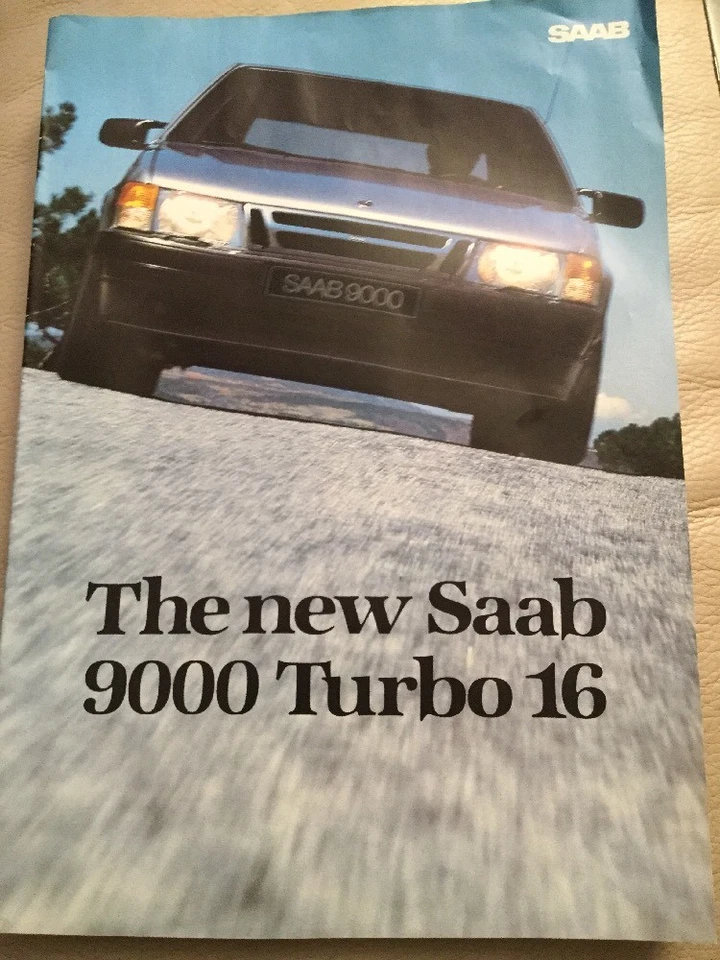 SAAB
SAAB 9000
The new Saab
9000 Turbo 16